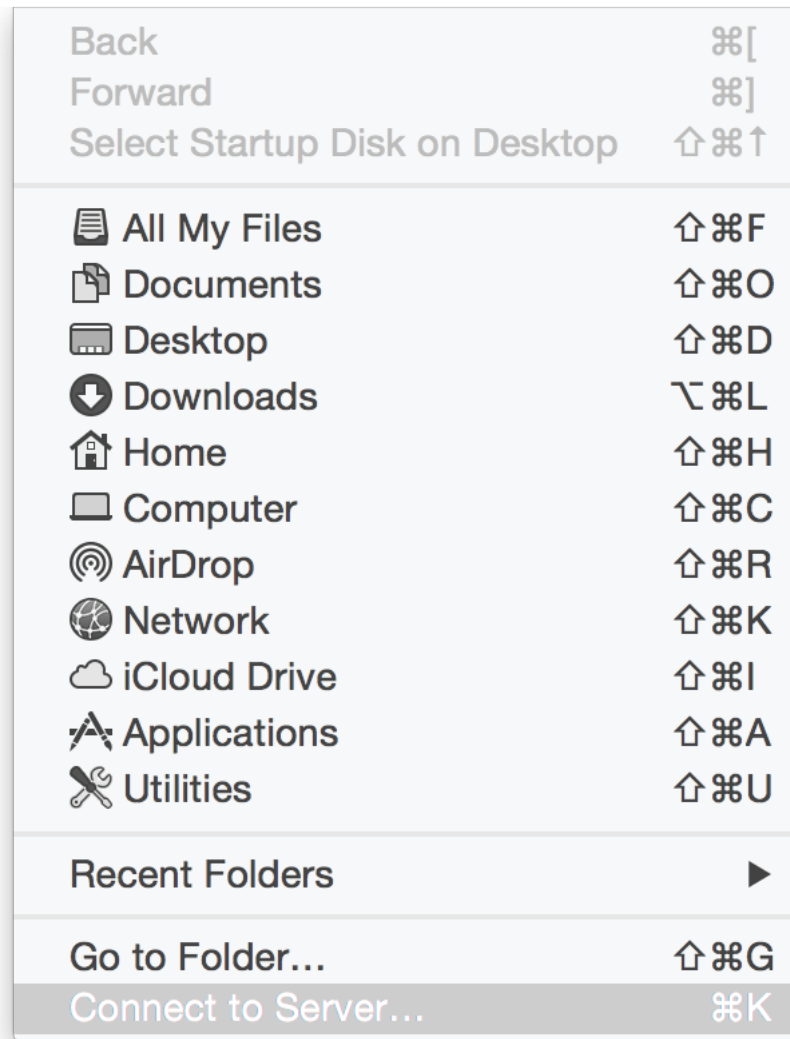 Back ⌘[
Forward ⌘]
Select Startup Disk on Desktop ⇧⌘↑
All My Files ⇧⌘F
Documents ⇧⌘O
Desktop ⇧⌘D
Downloads ⌥⌘L
Home ⇧⌘H
Computer ⇧⌘C
AirDrop ⇧⌘R
Network ⇧⌘K
iCloud Drive ⇧⌘I
Applications ⇧⌘A
Utilities ⇧⌘U
Recent Folders ▶
Go to Folder... ⇧⌘G
Connect to Server... ⌘K